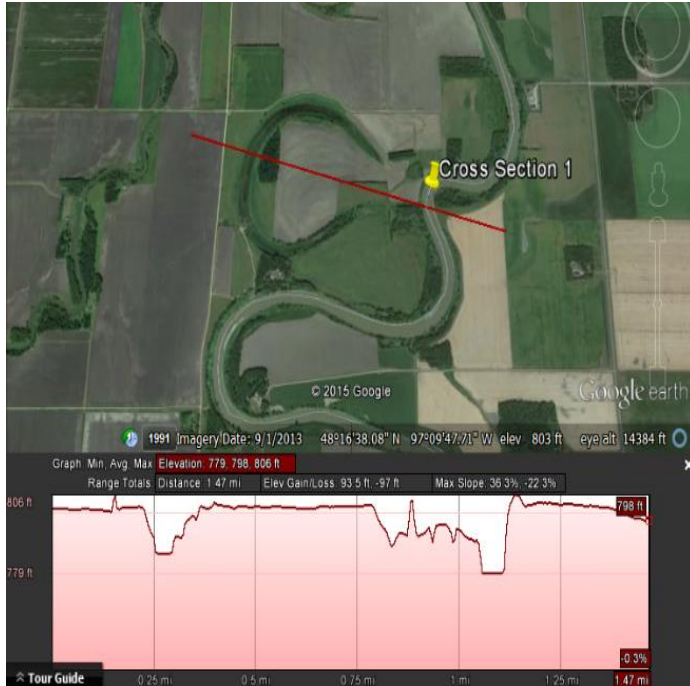 Cross Section 1
© 2015 Google
Google earth
1991 Imagery Date: 9/1/2013 48°16'38.08" N 97°09'47.71" W elev 803 ft eye alt 14384 ft
Graph: Min, Avg, Max Elevation: 779, 798, 806 ft
Range Totals: Distance: 1.47 mi Elev Gain/Loss: 93.5 ft, -97 ft Max Slope: 36.3%, -22.3%
806 ft
798 ft
779 ft
-0.3%
Tour Guide 0.25 mi 0.5 mi 0.75 mi 1 mi 1.25 mi 1.47 mi